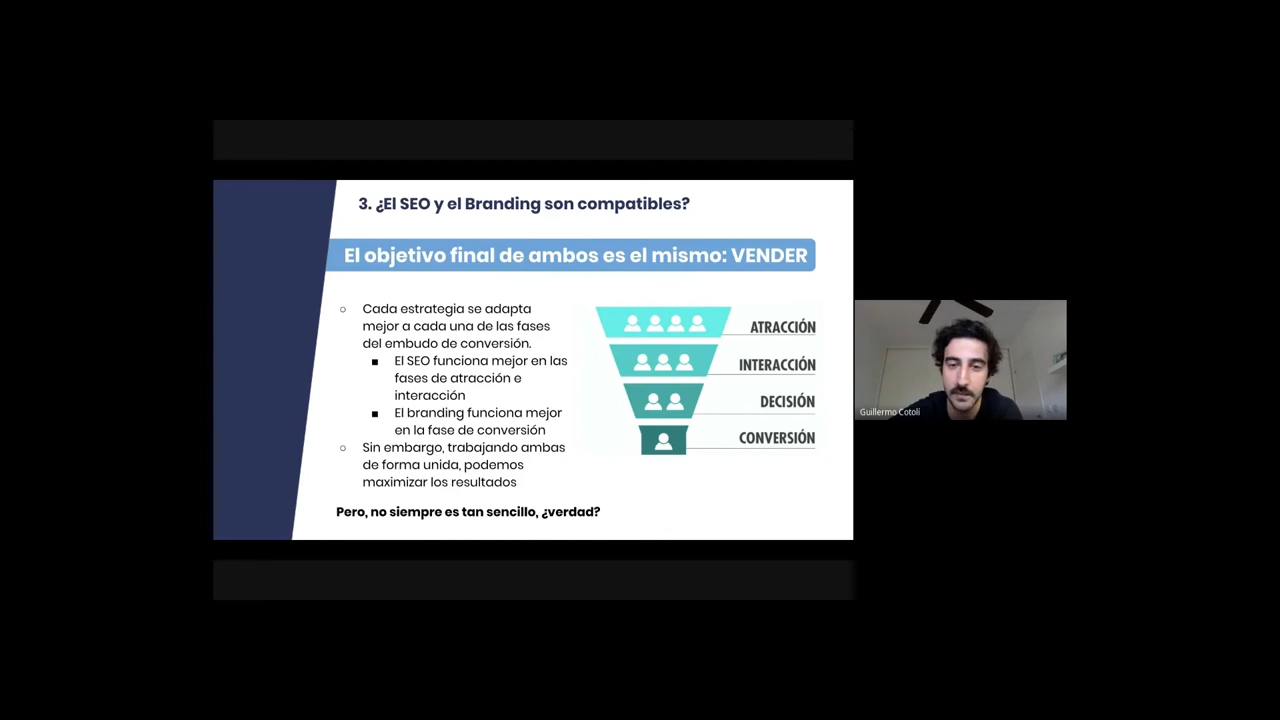 3. ¿El SEO y el Branding son compatibles?
El objetivo final de ambos es el mismo: VENDER
Cada estrategia se adapta
mejor a cada una de las fases
del embudo de conversión.
El SEO funciona mejor en las
fases de atracción e
interacción
El branding funciona mejor
en la fase de conversión
Sin embargo, trabajando ambas
de forma unida, podemos
maximizar los resultados
Pero, no siempre es tan sencillo, ¿verdad?
ATRACCIÓN
INTERACCIÓN
DECISIÓN
CONVERSIÓN
Guillermo Cotoli